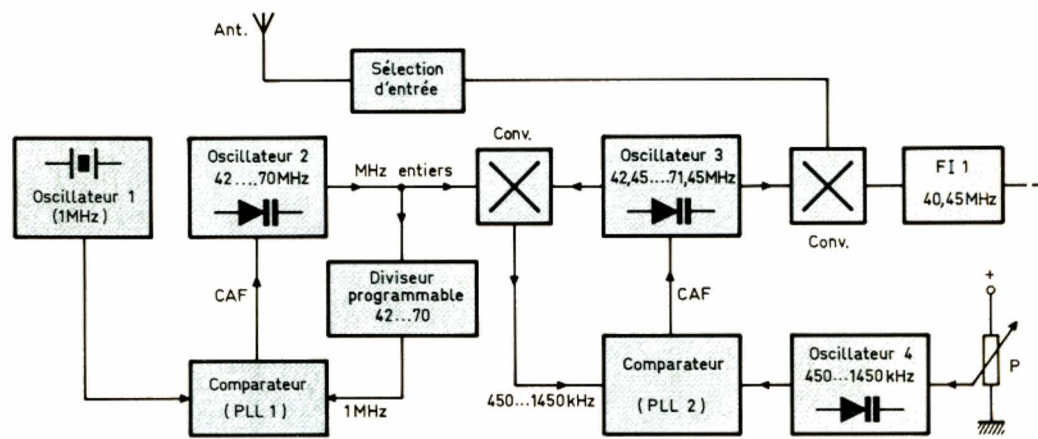 Ant.
Sélection
d'entrée
Conv.
Oscillateur 1
(1MHz)
Oscillateur 2
42....70MHz
MHz entiers
Oscillateur 3
42,45....71,45MHz
Conv.
FI 1
40,45MHz
CAF
Diviseur
programmable
42...70
CAF
+
P
Comparateur
(PLL 1)
1MHz
450...1450kHz
Comparateur
(PLL 2)
Oscillateur 4
450...1450kHz